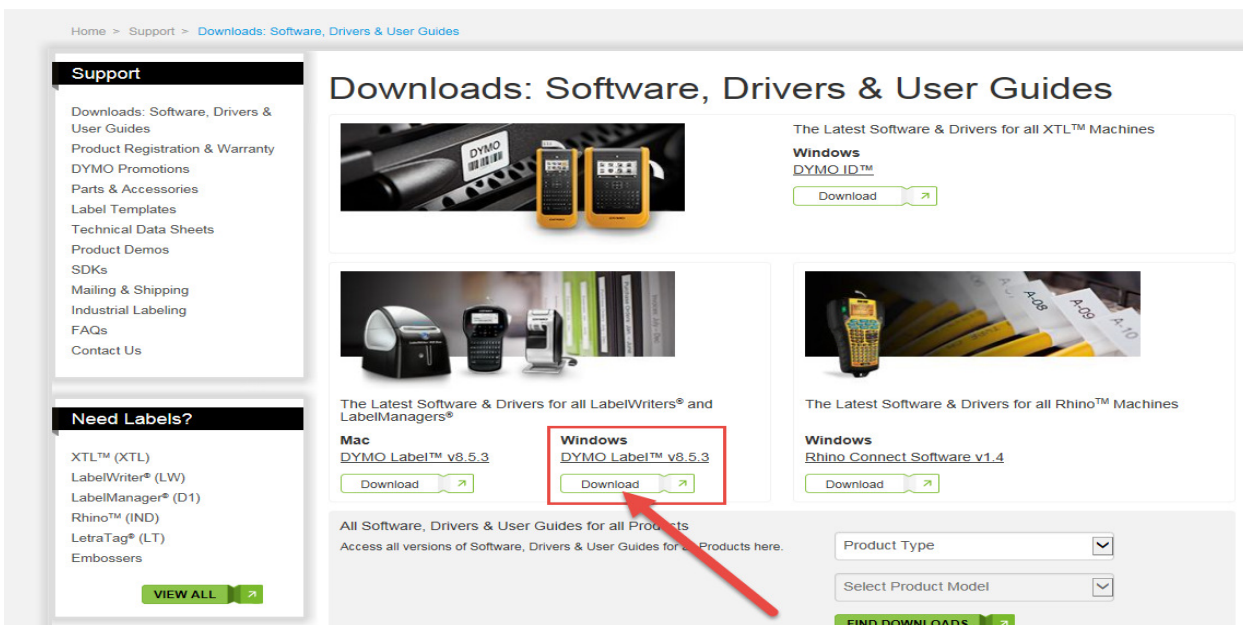 Home > Support > Downloads: Software, Drivers & User Guides
Support
Downloads: Software, Drivers &
User Guides
Product Registration & Warranty
DYMO Promotions
Parts & Accessories
Label Templates
Technical Data Sheets
Product Demos
SDKs
Mailing & Shipping
Industrial Labeling
FAQs
Contact Us
Need Labels?
XTL™ (XTL)
LabelWriter® (LW)
LabelManager® (D1)
Rhino™ (IND)
LetraTag® (LT)
Embossers
VIEW ALL
Downloads: Software, Drivers & User Guides
DYMO
The Latest Software & Drivers for all XTL™ Machines
Windows
DYMO ID™
Download
The Latest Software & Drivers for all LabelWriters® and
LabelManagers®
Mac
DYMO Label™ v8.5.3
Download
Windows
DYMO Label™ v8.5.3
Download
A-08
A-09
A-10
The Latest Software & Drivers for all Rhino™ Machines
Windows
Rhino Connect Software v1.4
Download
All Software, Drivers & User Guides for all Products
Access all versions of Software, Drivers & User Guides for all Products here.
Product Type
Select Product Model
FIND DOWNLOADS